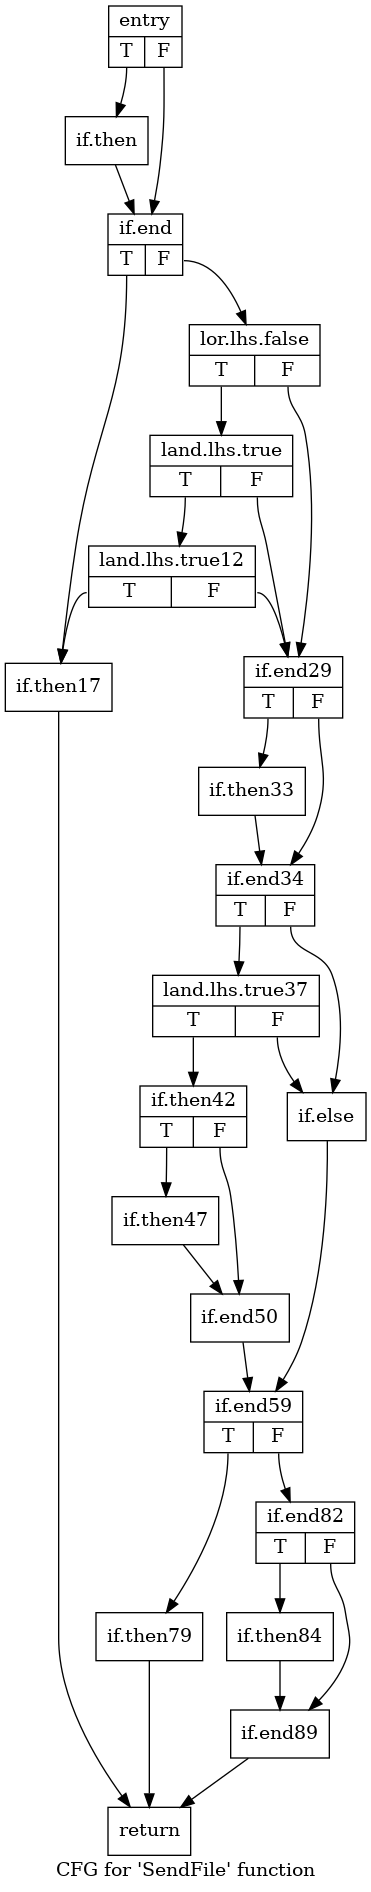 entry
T F
if.then
if.end
T F
lor.lhs.false
T F
land.lhs.true
T F
land.lhs.true12
T F
if.then17
if.end29
T F
if.then33
if.end34
T F
land.lhs.true37
T F
if.then42
T F
if.else
if.then47
if.end50
if.end59
T F
if.end82
T F
if.then79
if.then84
if.end89
return
CFG for 'SendFile' function